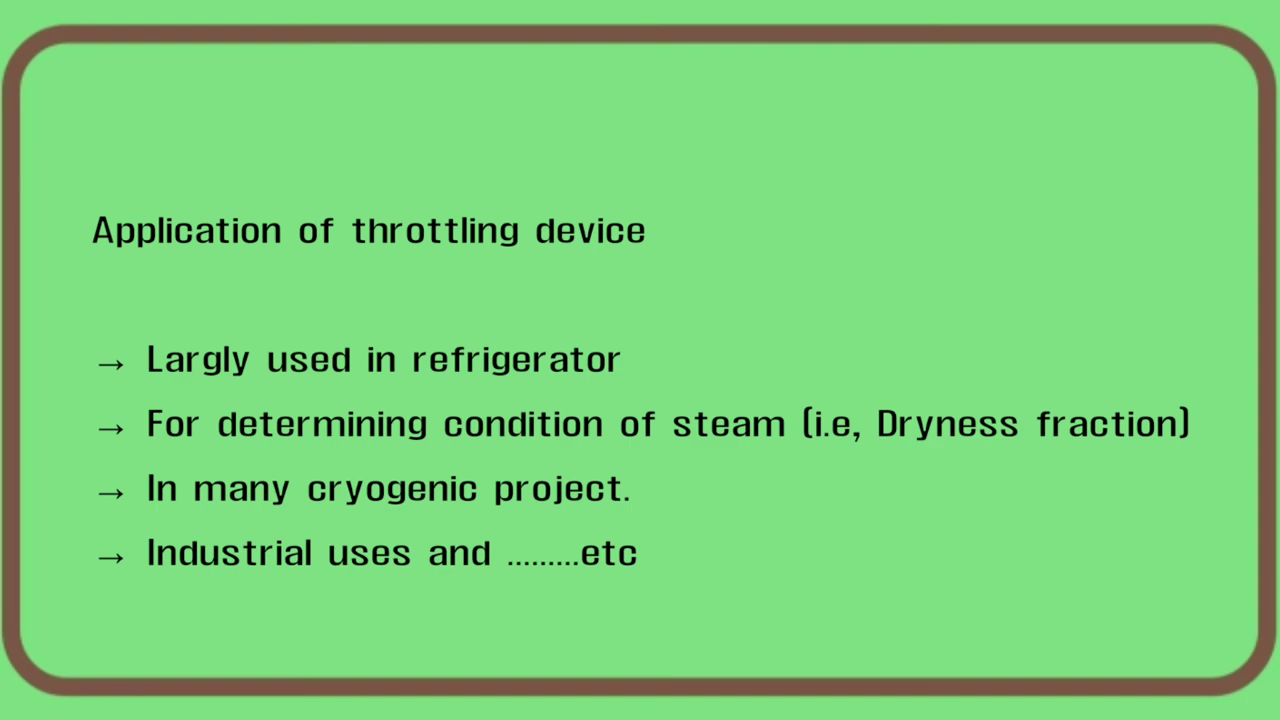 Application of throttling device
→ Largly used in refrigerator
→ For determining condition of steam (i.e, Dryness fraction)
→ In many cryogenic project.
→ Industrial uses and .........etc